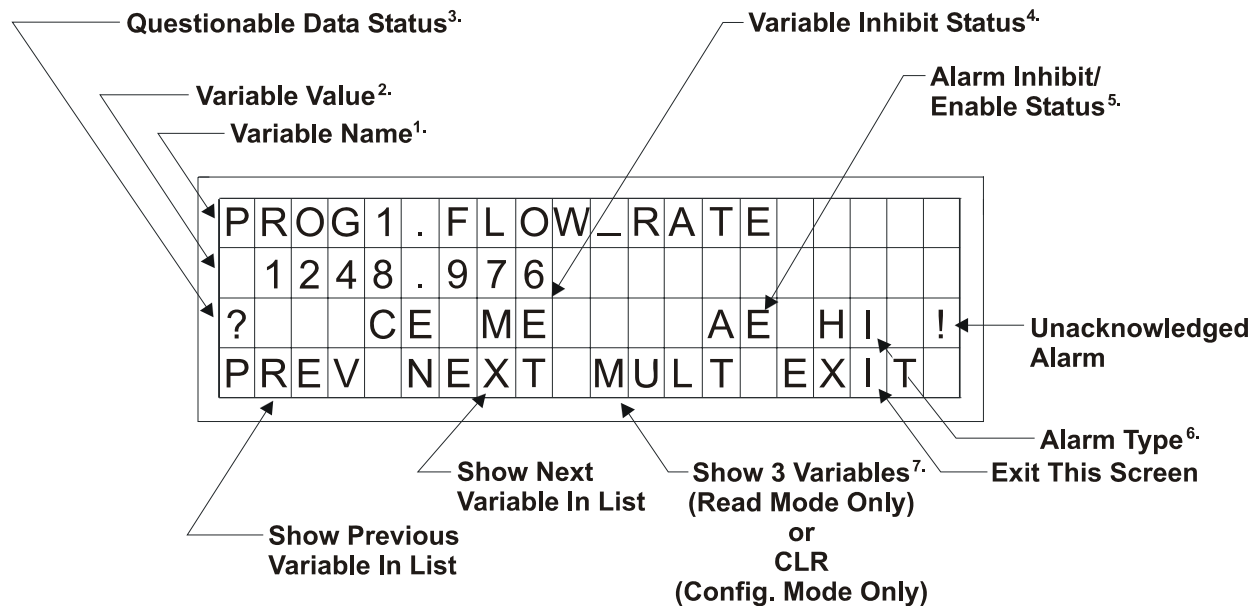 Questionable Data Status3.
Variable Inhibit Status4.
Alarm Inhibit/
Enable Status5.
Variable Value2.
Variable Name1.
PROG1.FLOW_RATE
1248.976
? CE ME AE HI !
PREV NEXT MULT EXIT
Unacknowledged
Alarm
Alarm Type6.
Exit This Screen
Show Next
Variable In List
Show 3 Variables7.
(Read Mode Only)
or
CLR
(Config. Mode Only)
Show Previous
Variable In List